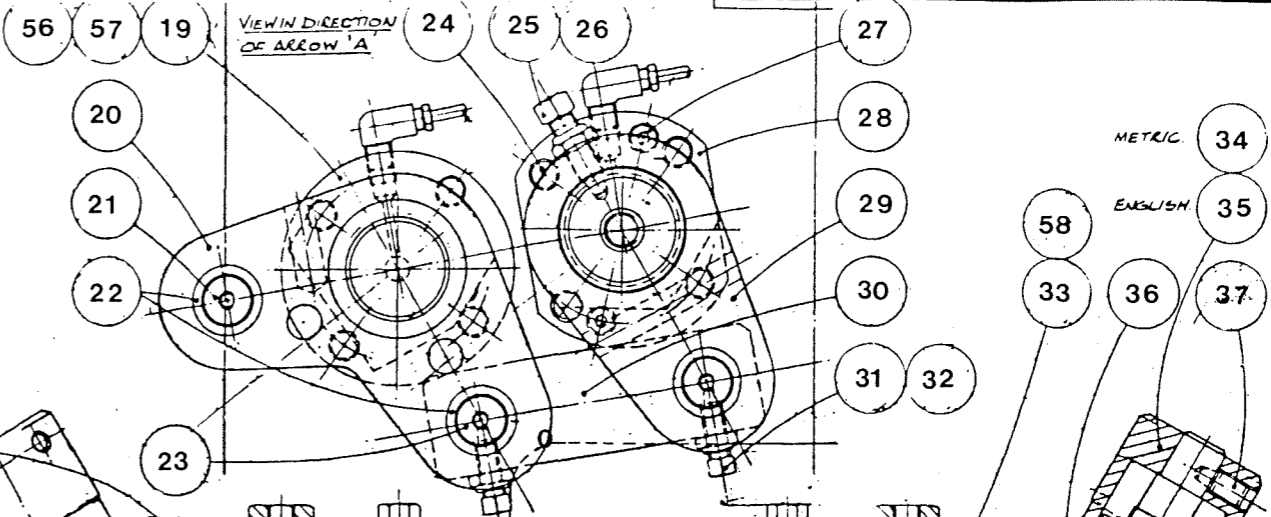 56 57 19 VIEW IN DIRECTION 24 25 26 27
OF ARROW 'A'
20 28
METRIC. 34
21 29
ENGLISH. 35
58
22 30 33 36 37
31 32
23